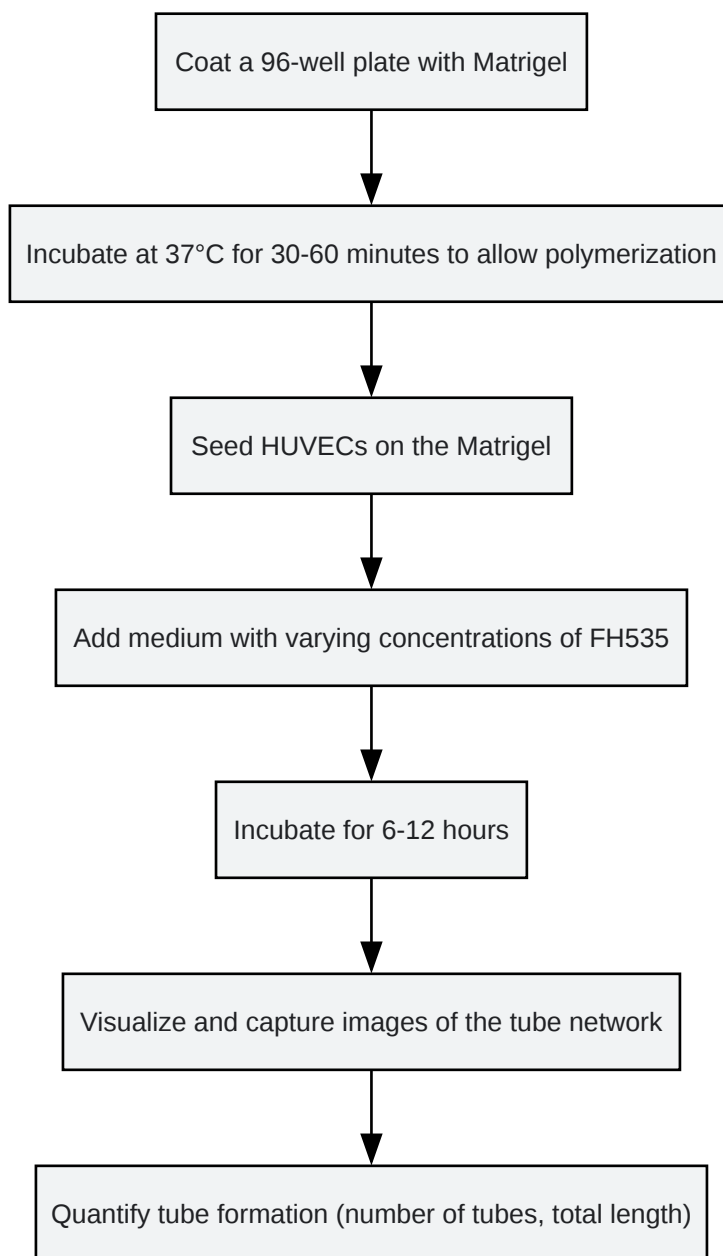 Coat a 96-well plate with Matrigel
Incubate at 37°C for 30-60 minutes to allow polymerization
Seed HUVECs on the Matrigel
Add medium with varying concentrations of FH535
Incubate for 6-12 hours
Visualize and capture images of the tube network
Quantify tube formation (number of tubes, total length)